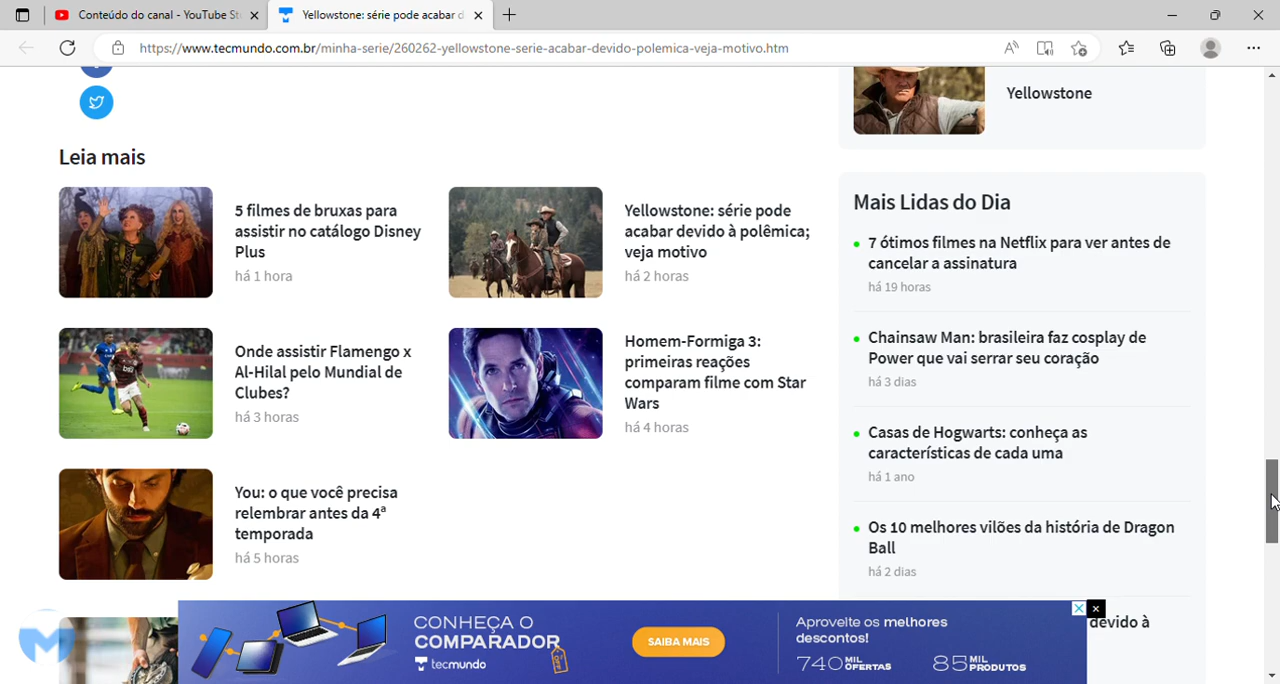 Conteúdo do canal - YouTube St
Yellowstone: série pode acabar d
https://www.tecmundo.com.br/minha-serie/260262-yellowstone-serie-acabar-devido-polemica-veja-motivo.htm
Yellowstone
Leia mais
5 filmes de bruxas para
assistir no catálogo Disney
Plus
há 1 hora
Yellowstone: série pode
acabar devido à polêmica;
veja motivo
há 2 horas
Onde assistir Flamengo x
Al-Hilal pelo Mundial de
Clubes?
há 3 horas
Homem-Formiga 3:
primeiras reações
comparam filme com Star
Wars
há 4 horas
You: o que você precisa
relembrar antes da 4ª
temporada
há 5 horas
Mais Lidas do Dia
7 ótimos filmes na Netflix para ver antes de
cancelar a assinatura
há 19 horas
Chainsaw Man: brasileira faz cosplay de
Power que vai serrar seu coração
há 3 dias
Casas de Hogwarts: conheça as
características de cada uma
há 1 ano
Os 10 melhores vilões da história de Dragon
Ball
há 2 dias
devido à
CONHEÇA O
COMPARADOR
tecmundo
SAIBA MAIS
Aproveite os melhores
descontos!
740 MIL OFERTAS
85 MIL PRODUTOS